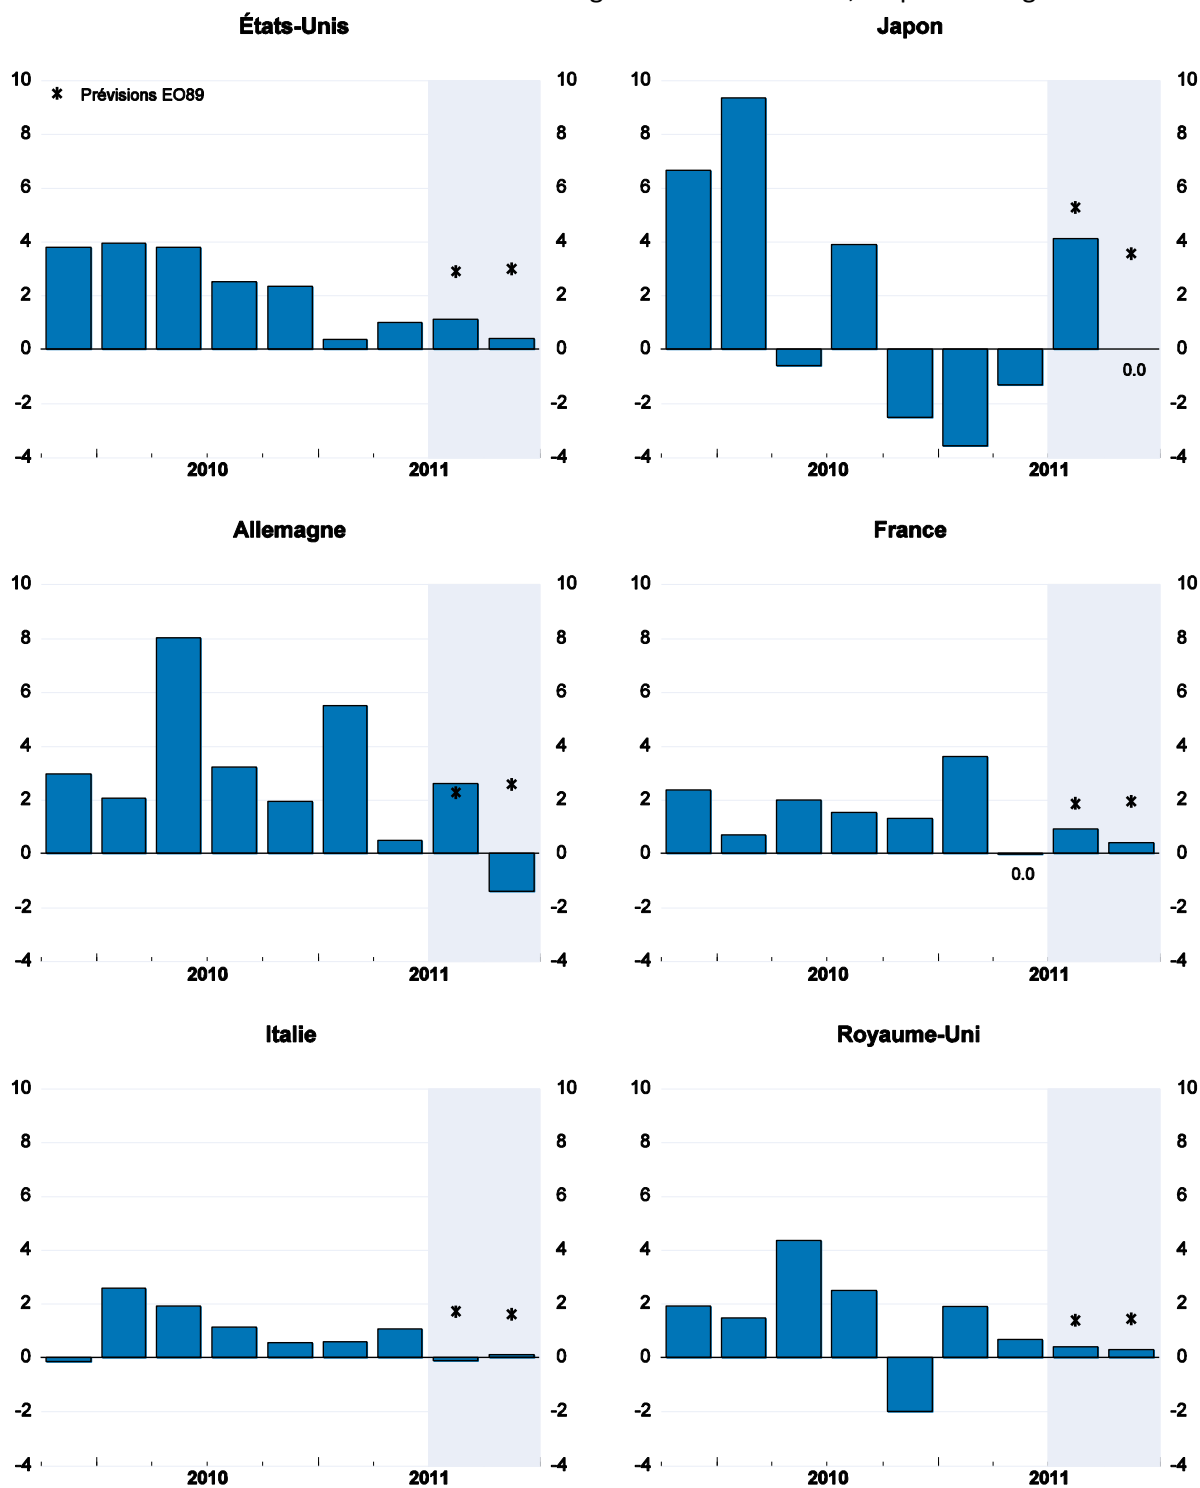 États-Unis
Japon
10 10 10 10
Prévisions EO89
8 8 8 8
6 6 6 6
4 4 4 4
2 2 2 2
0 0 0 0
0.0
-2 -2 -2 -2
-4 -4 -4 -4
2010 2011 2010 2011
Allemagne
France
10 10 10 10
8 8 8 8
6 6 6 6
4 4 4 4
2 2 2 2
0 0 0 0
0.0
-2 -2 -2 -2
-4 -4 -4 -4
2010 2011 2010 2011
Italie
Royaume-Uni
10 10 10 10
8 8 8 8
6 6 6 6
4 4 4 4
2 2 2 2
0 0 0 0
-2 -2 -2 -2
-4 -4 -4 -4
2010 2011 2010 2011